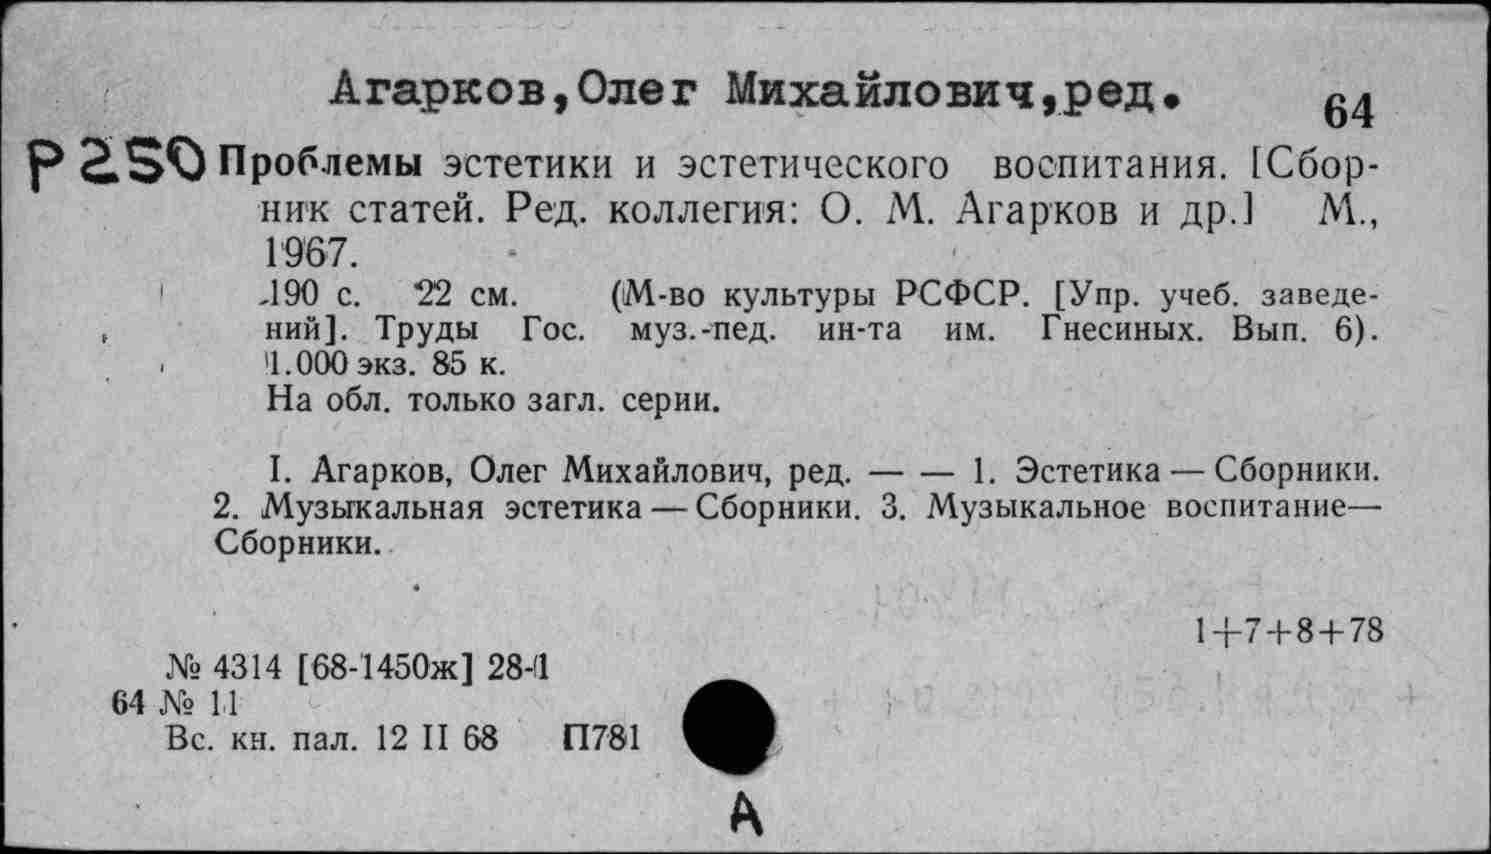 Агарков,Олег Михайлович,ред.
64
Р 250 Проблемы эстетики и эстетического воспитания. [Сбор-
ник статей. Ред. коллегия: О. М. Агарков и др.] М.,
1967.
190 с. 22 см. (М-во культуры РСФСР. [Упр. учеб. заведе-
ний]. Труды Гос. муз.-пед. ин-та им. Гнесиных. Вып. 6).
1.000 экз. 85 к.
На обл. только загл. серии.
I. Агарков, Олег Михайлович, ред. — — 1. Эстетика — Сборники.
2. Музыкальная эстетика — Сборники. 3. Музыкальное воспитание—
Сборники.
1+7+8+78
№ 4314 [68-1450ж] 28-1
64 № 11
Вс. кн. пал. 12 II 68 П781
А